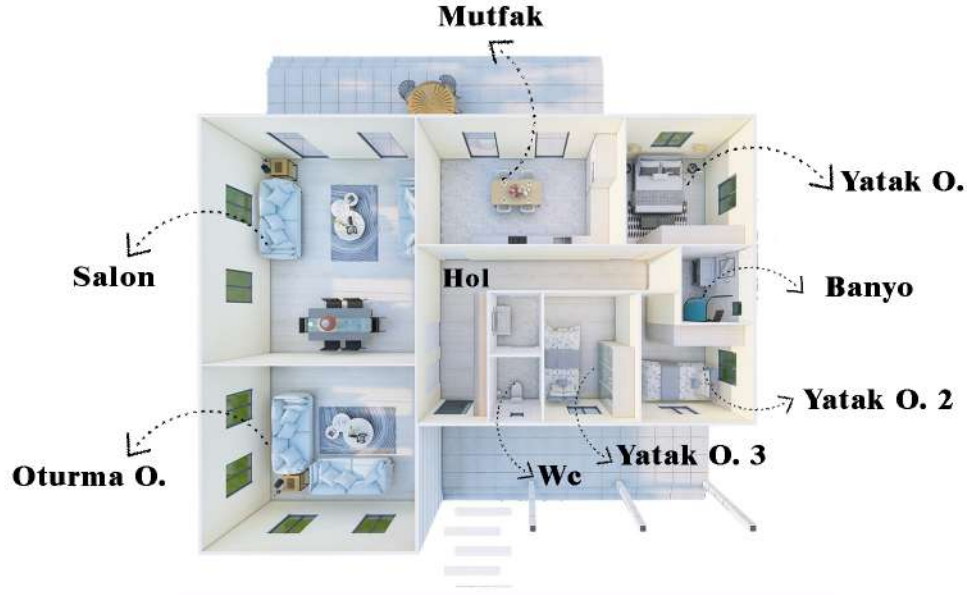 Mutfak
Yatak O.
Salon
Hol
Banyo
Yatak O. 2
Oturma O.
Wc
Yatak O. 3